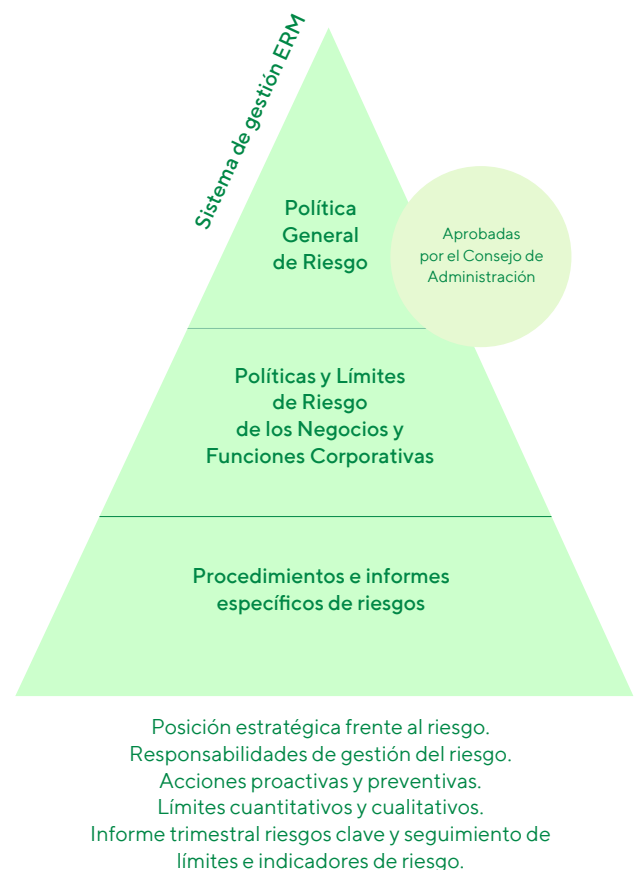 Sistema de gestión ERM
Política
General
de Riesgo
Aprobadas
por el Consejo de
Administración
Políticas y Límites
de Riesgo
de los Negocios y
Funciones Corporativas
Procedimientos e informes
específicos de riesgos
Posición estratégica frente al riesgo.
Responsabilidades de gestión del riesgo.
Acciones proactivas y preventivas.
Límites cuantitativos y cualitativos.
Informe trimestral riesgos clave y seguimiento de
límites e indicadores de riesgo.